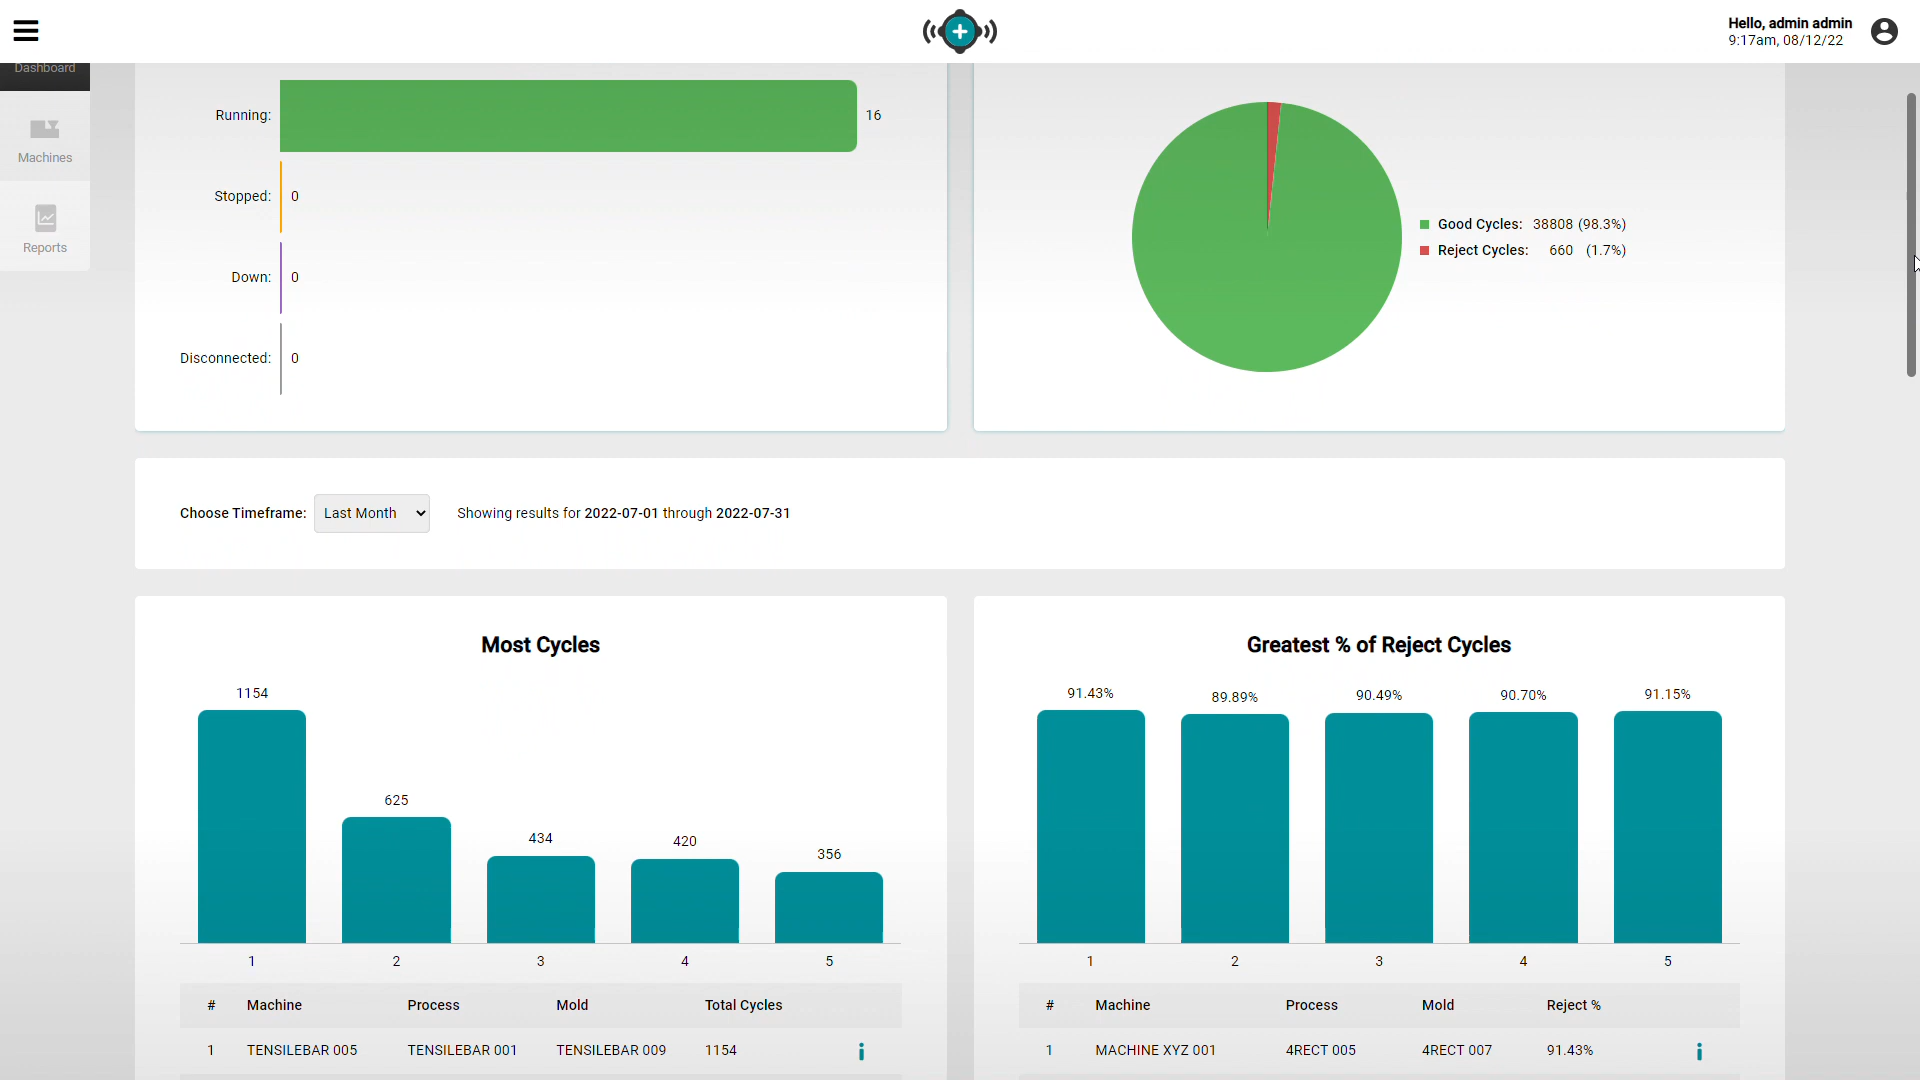 Hello, admin admin
9:17am, 08/12/22
Dashboard
Machines
Reports
Running: 16
Stopped: 0
Down: 0
Disconnected: 0
Good Cycles: 38808 (98.3%)
Reject Cycles: 660 (1.7%)
Choose Timeframe: Last Month Showing results for 2022-07-01 through 2022-07-31
Most Cycles
1154
625
434
420
356
1 2 3 4 5
# Machine Process Mold Total Cycles
1 TENSILEBAR 005 TENSILEBAR 001 TENSILEBAR 009 1154
Greatest % of Reject Cycles
91.43% 89.89% 90.49% 90.70% 91.15%
1 2 3 4 5
# Machine Process Mold Reject %
1 MACHINE XYZ 001 4RECT 005 4RECT 007 91.43%